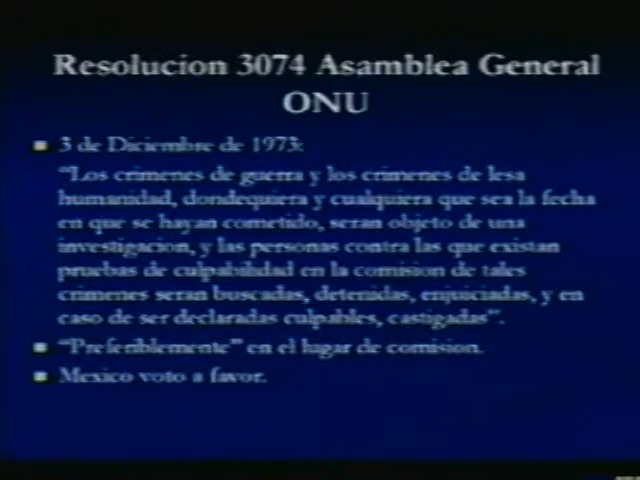 Resolucion 3074 Asamblea General
ONU
3 de Diciembre de 1973:
"Los crimenes de guerra y los crimenes de lesa
humanidad, dondequiera y cualquiera que sea la fecha
en que se hayan cometido, seran objeto de una
investigacion, y las personas contra las que existan
pruebas de culpabilidad en la comision de tales
crimenes seran buscadas, detenidas, enjuiciadas, y en
caso de ser declaradas culpables, castigadas".
"Preferiblemente" en el lugar de comision.
Mexico voto a favor.